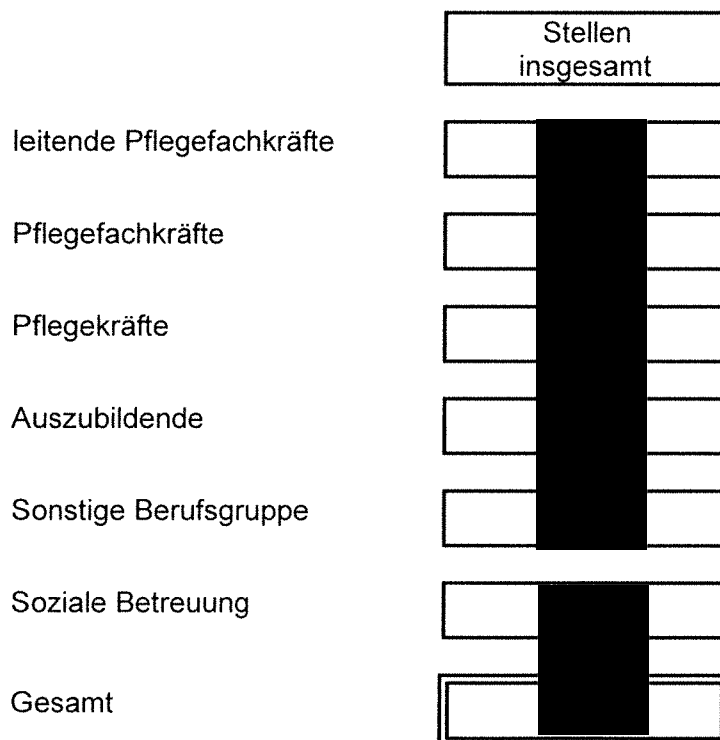 Stellen
insgesamt
leitende Pflegefachkräfte
Pflegefachkräfte
Pflegekräfte
Auszubildende
Sonstige Berufsgruppe
Soziale Betreuung
Gesamt